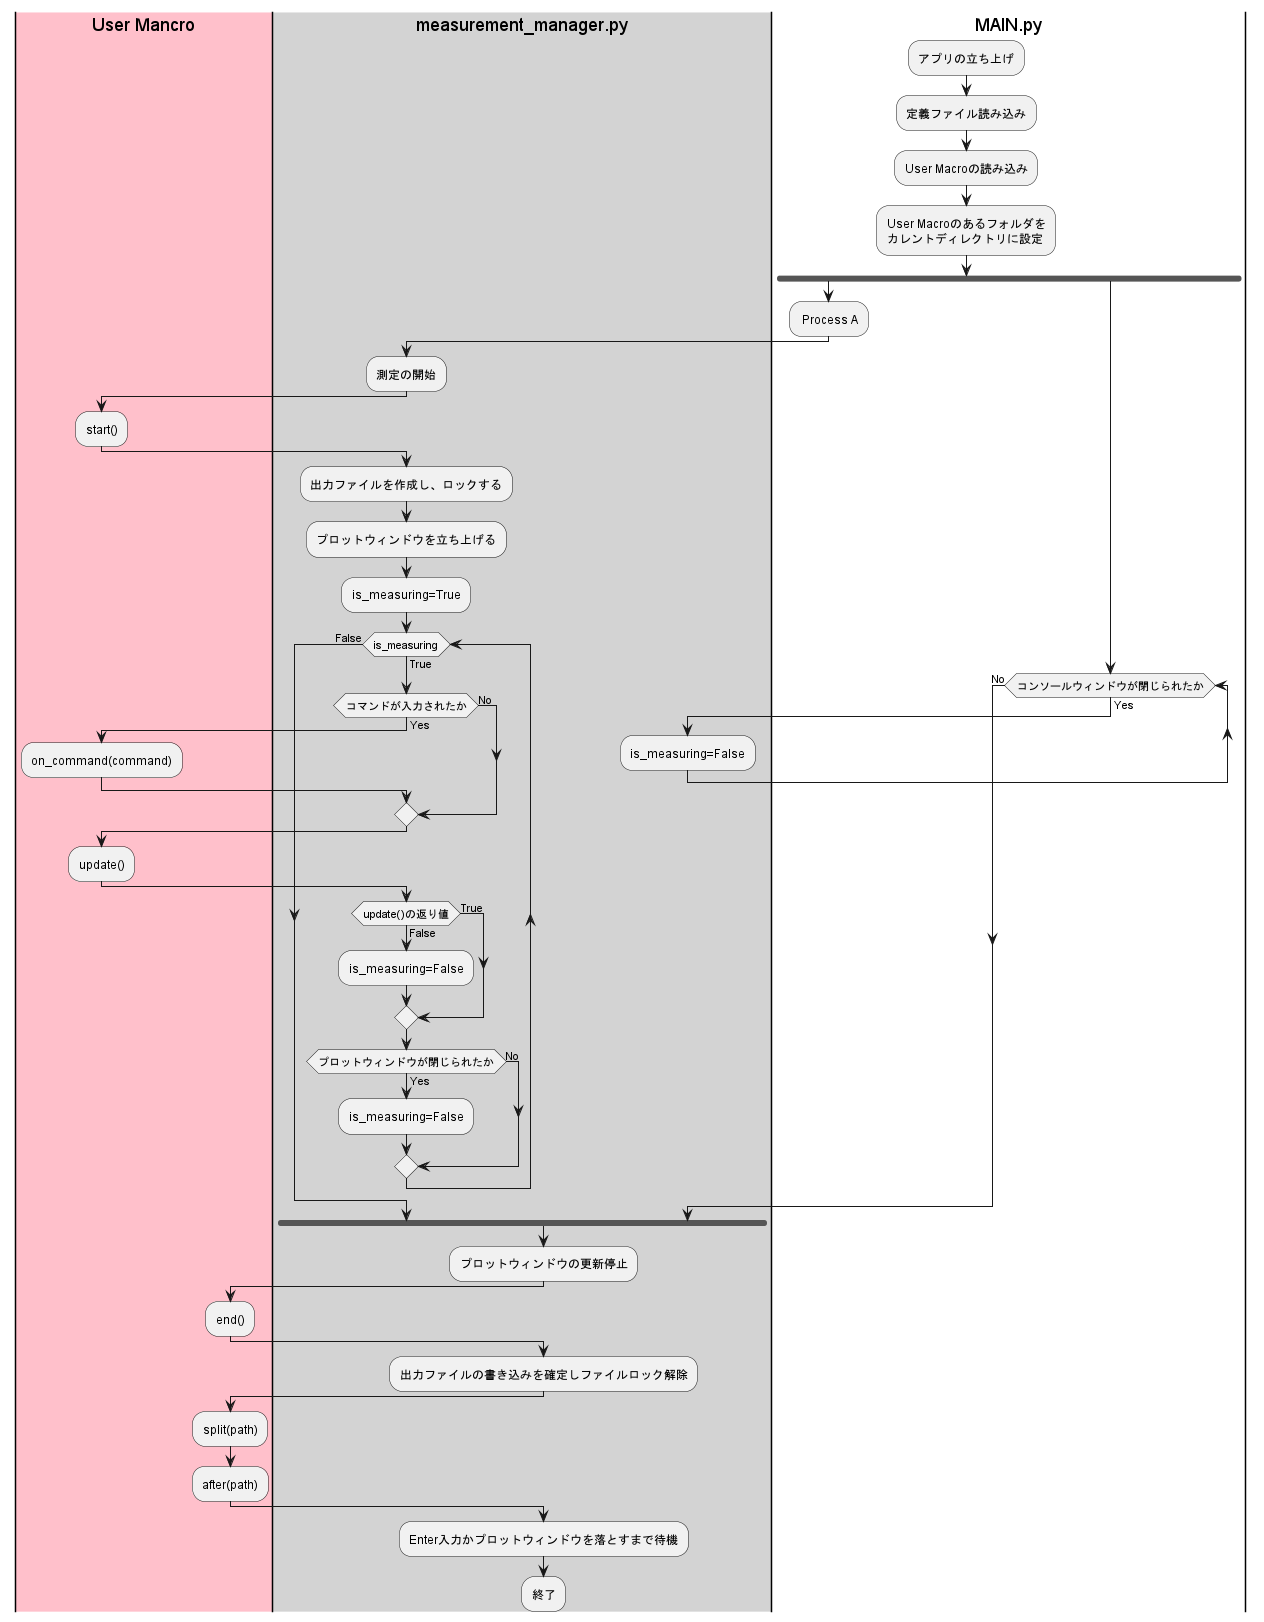 User Mancro
measurement_manager.py
MAIN.py
アプリの立ち上げ
定義ファイル読み込み
User Macroの読み込み
User Macroのあるフォルダを
カレントディレクトリに設定
Process A
測定の開始
start()
出力ファイルを作成し、ロックする
プロットウィンドウを立ち上げる
is_measuring=True
False
is_measuring
True
コマンドが入力されたか
No
Yes
No
コンソールウィンドウが閉じられたか
Yes
is_measuring=False
on_command(command)
update()
update()の返り値
True
False
is_measuring=False
プロットウィンドウが閉じられたか
No
Yes
is_measuring=False
プロットウィンドウの更新停止
end()
出力ファイルの書き込みを確定しファイルロック解除
split(path)
after(path)
Enter入力かプロットウィンドウを落とすまで待機
終了